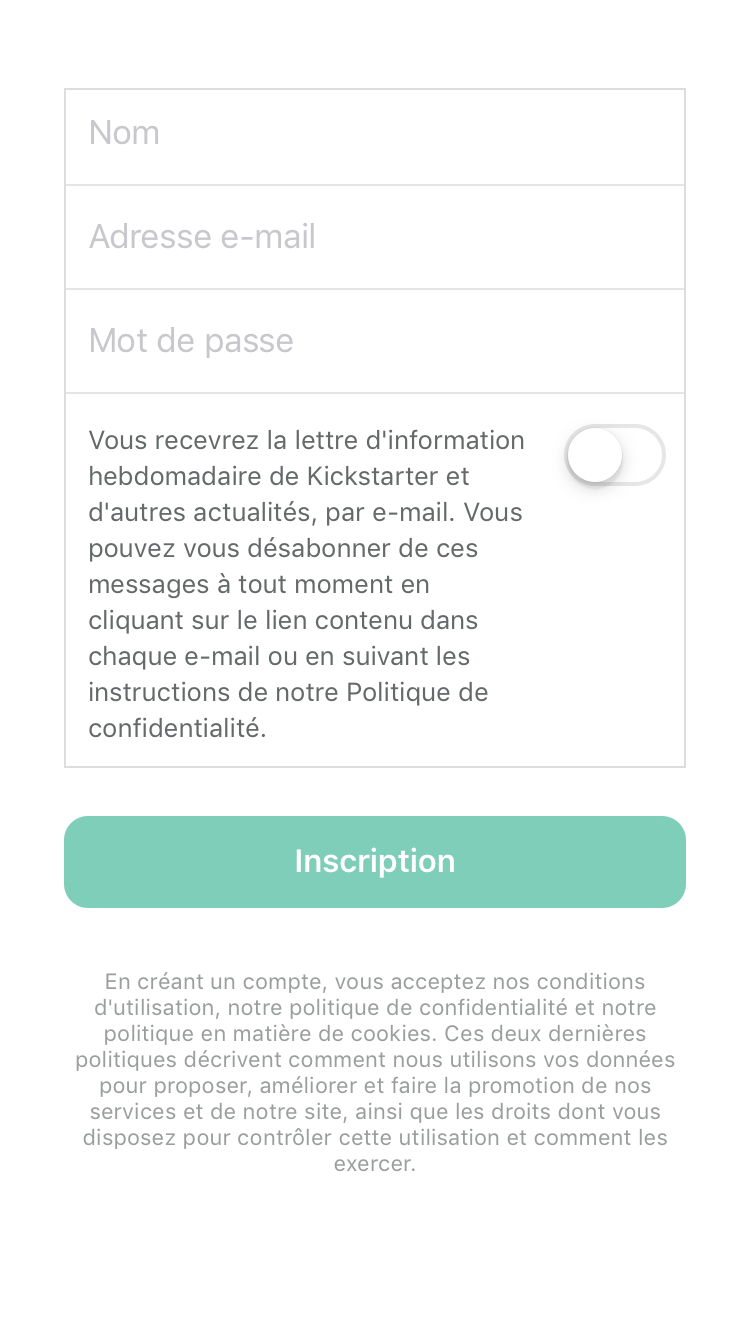 Nom
Adresse e-mail
Mot de passe
Vous recevrez la lettre d'information
hebdomadaire de Kickstarter et
d'autres actualités, par e-mail. Vous
pouvez vous désabonner de ces
messages à tout moment en
cliquant sur le lien contenu dans
chaque e-mail ou en suivant les
instructions de notre Politique de
confidentialité.
Inscription
En créant un compte, vous acceptez nos conditions
d'utilisation, notre politique de confidentialité et notre
politique en matière de cookies. Ces deux dernières
politiques décrivent comment nous utilisons vos données
pour proposer, améliorer et faire la promotion de nos
services et de notre site, ainsi que les droits dont vous
disposez pour contrôler cette utilisation et comment les
exercer.